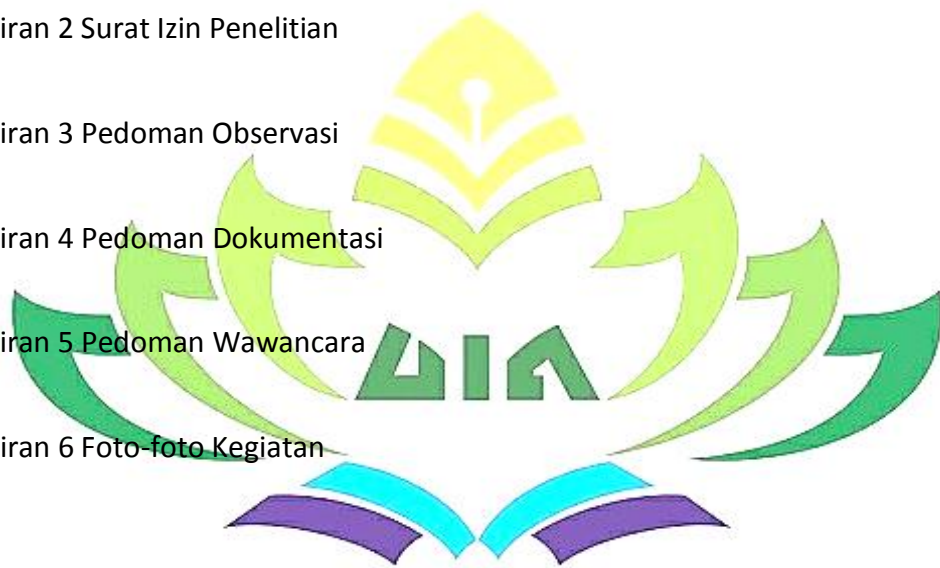 iran 2 Surat Izin Penelitian
iran 3 Pedoman Observasi
iran 4 Pedoman Dokumentasi
iran 5 Pedoman Wawancara
UIN
iran 6 Foto-foto Kegiatan